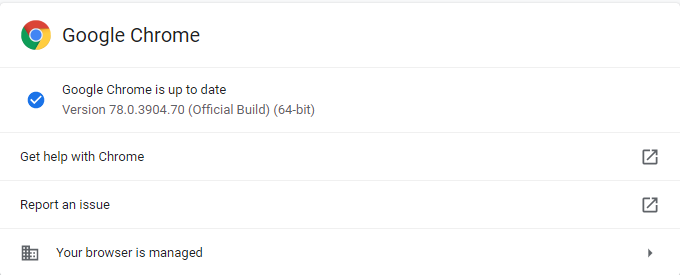 Google Chrome
Google Chrome is up to date
Version 78.0.3904.70 (Official Build) (64-bit)
Get help with Chrome
Report an issue
Your browser is managed